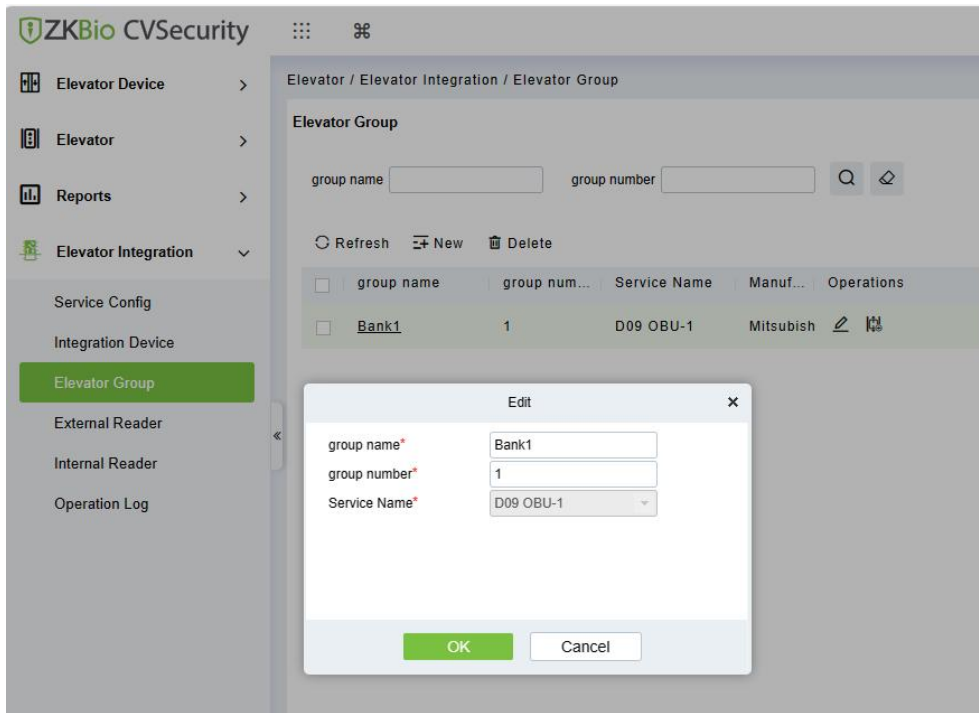 ZKBio CVSecurity
Elevator Device
Elevator
Reports
Elevator Integration
Service Config
Integration Device
Elevator Group
External Reader
Internal Reader
Operation Log
Elevator / Elevator Integration / Elevator Group
Elevator Group
group name group number
Refresh New Delete
group name group num... Service Name Manuf... Operations
Bank1 1 D09 OBU-1 Mitsubish
Edit
group name* Bank1
group number* 1
Service Name* D09 OBU-1
OK Cancel